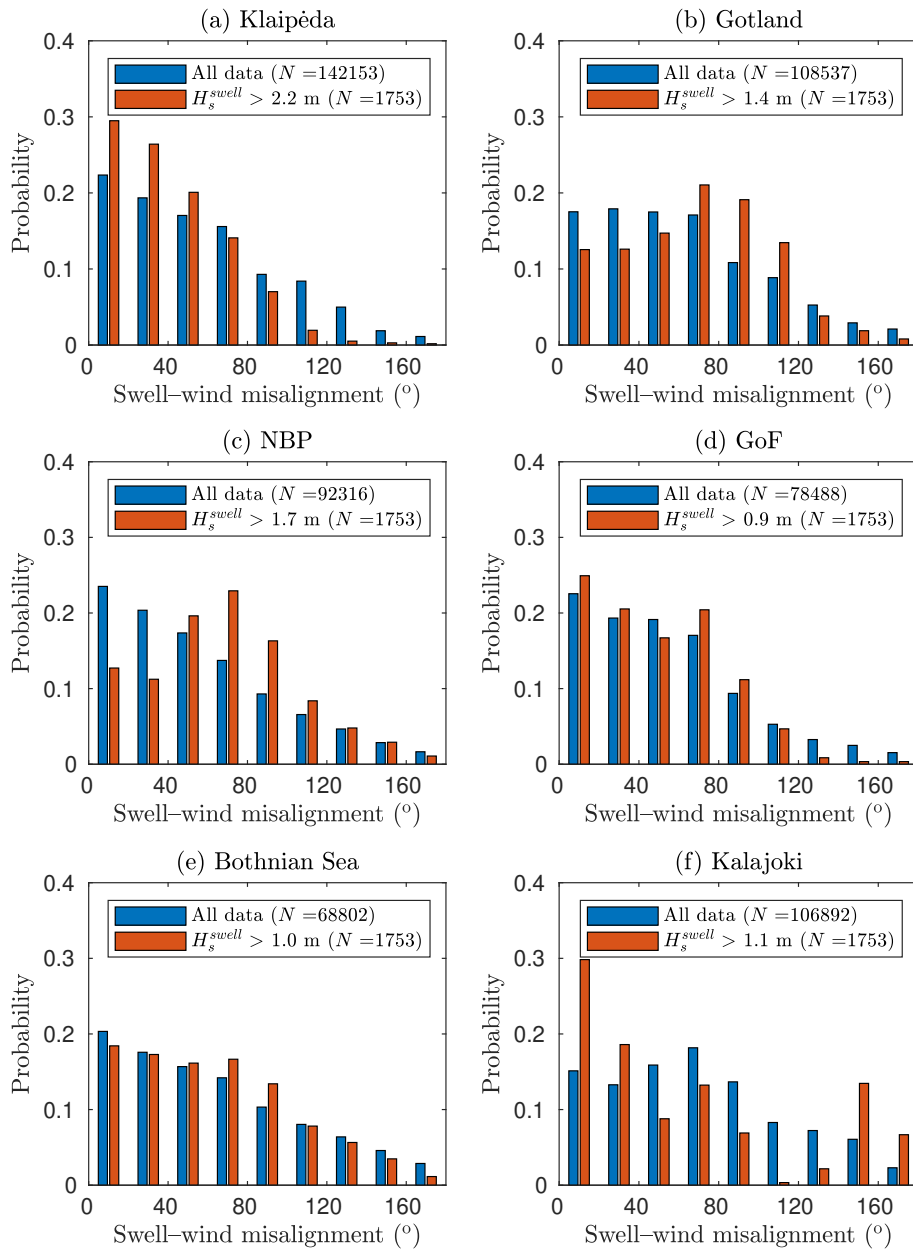 (a) Klaipėda
0.4
0.3
0.2
0.1
0
Probability
All data (N =142153)
H_s^{swell} > 2.2 m (N =1753)
0 40 80 120 160
Swell–wind misalignment (°)
(b) Gotland
0.4
0.3
0.2
0.1
0
Probability
All data (N =108537)
H_s^{swell} > 1.4 m (N =1753)
0 40 80 120 160
Swell–wind misalignment (°)
(c) NBP
0.4
0.3
0.2
0.1
0
Probability
All data (N =92316)
H_s^{swell} > 1.7 m (N =1753)
0 40 80 120 160
Swell–wind misalignment (°)
(d) GoF
0.4
0.3
0.2
0.1
0
Probability
All data (N =78488)
H_s^{swell} > 0.9 m (N =1753)
0 40 80 120 160
Swell–wind misalignment (°)
(e) Bothnian Sea
0.4
0.3
0.2
0.1
0
Probability
All data (N =68802)
H_s^{swell} > 1.0 m (N =1753)
0 40 80 120 160
Swell–wind misalignment (°)
(f) Kalajoki
0.4
0.3
0.2
0.1
0
Probability
All data (N =106892)
H_s^{swell} > 1.1 m (N =1753)
0 40 80 120 160
Swell–wind misalignment (°)